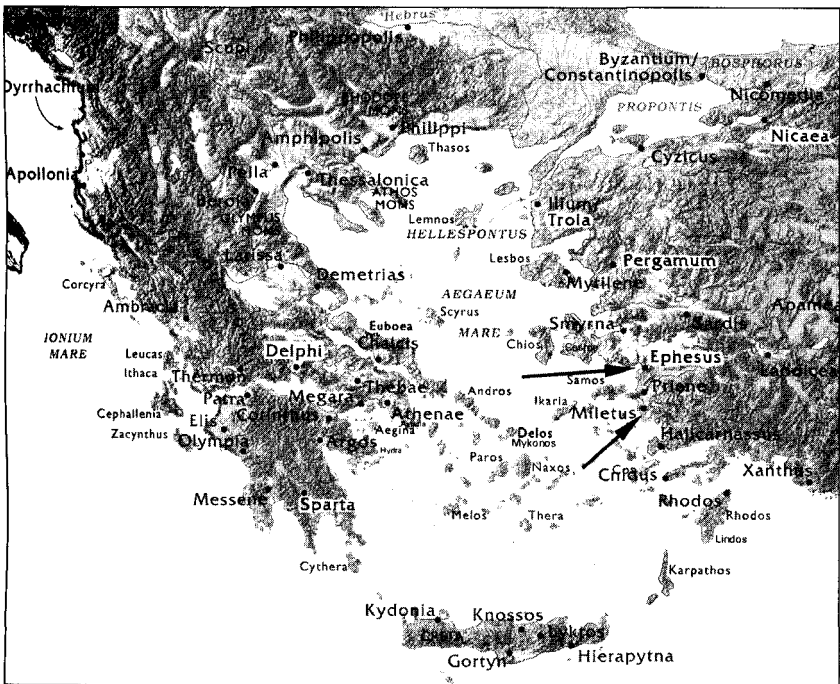 Hebrus
Scupi
Philippopolis
Byzantium/
Constantinopolis
BOSPHORUS
Dyrrhachium
Nicomedia
PROPONTIS
Philippi
Amphipolis
Thasos
Nicaea
Cyzicus
Apollonia
Pella
Thessalonica
ATHOS
MONS
Ilium/
Troia
Lemnos
HELLESPONTUS
OLYMPUS
MONS
Larissa
Demetrias
Lesbos
Pergamum
Mytilene
Corcyra
Ambracia
AEGAEUM
MARE
Scyrus
Apamea
IONIUM
MARE
Euboea
Chalcis
Smyrna
Sardis
Chios
Leucas
Delphi
Ephesus
Laodicea
Ithaca
Thermon
Thebae
Samos
Priene
Patra
Megara
Andros
Ikaria
Cephallenia
Elis
Corinthus
Athenae
Miletus
Zacynthus
Olympia
Aegina
Delos
Mykonos
Halicarnassus
Argos
Hydra
Paros
Naxos
Cos
Cnidus
Xanthus
Messene
Sparta
Rhodos
Melos
Thera
Rhodos
Lindos
Cythera
Karpathos
Kydonia
Knossos
Lyktos
Gortyn
Hierapytna